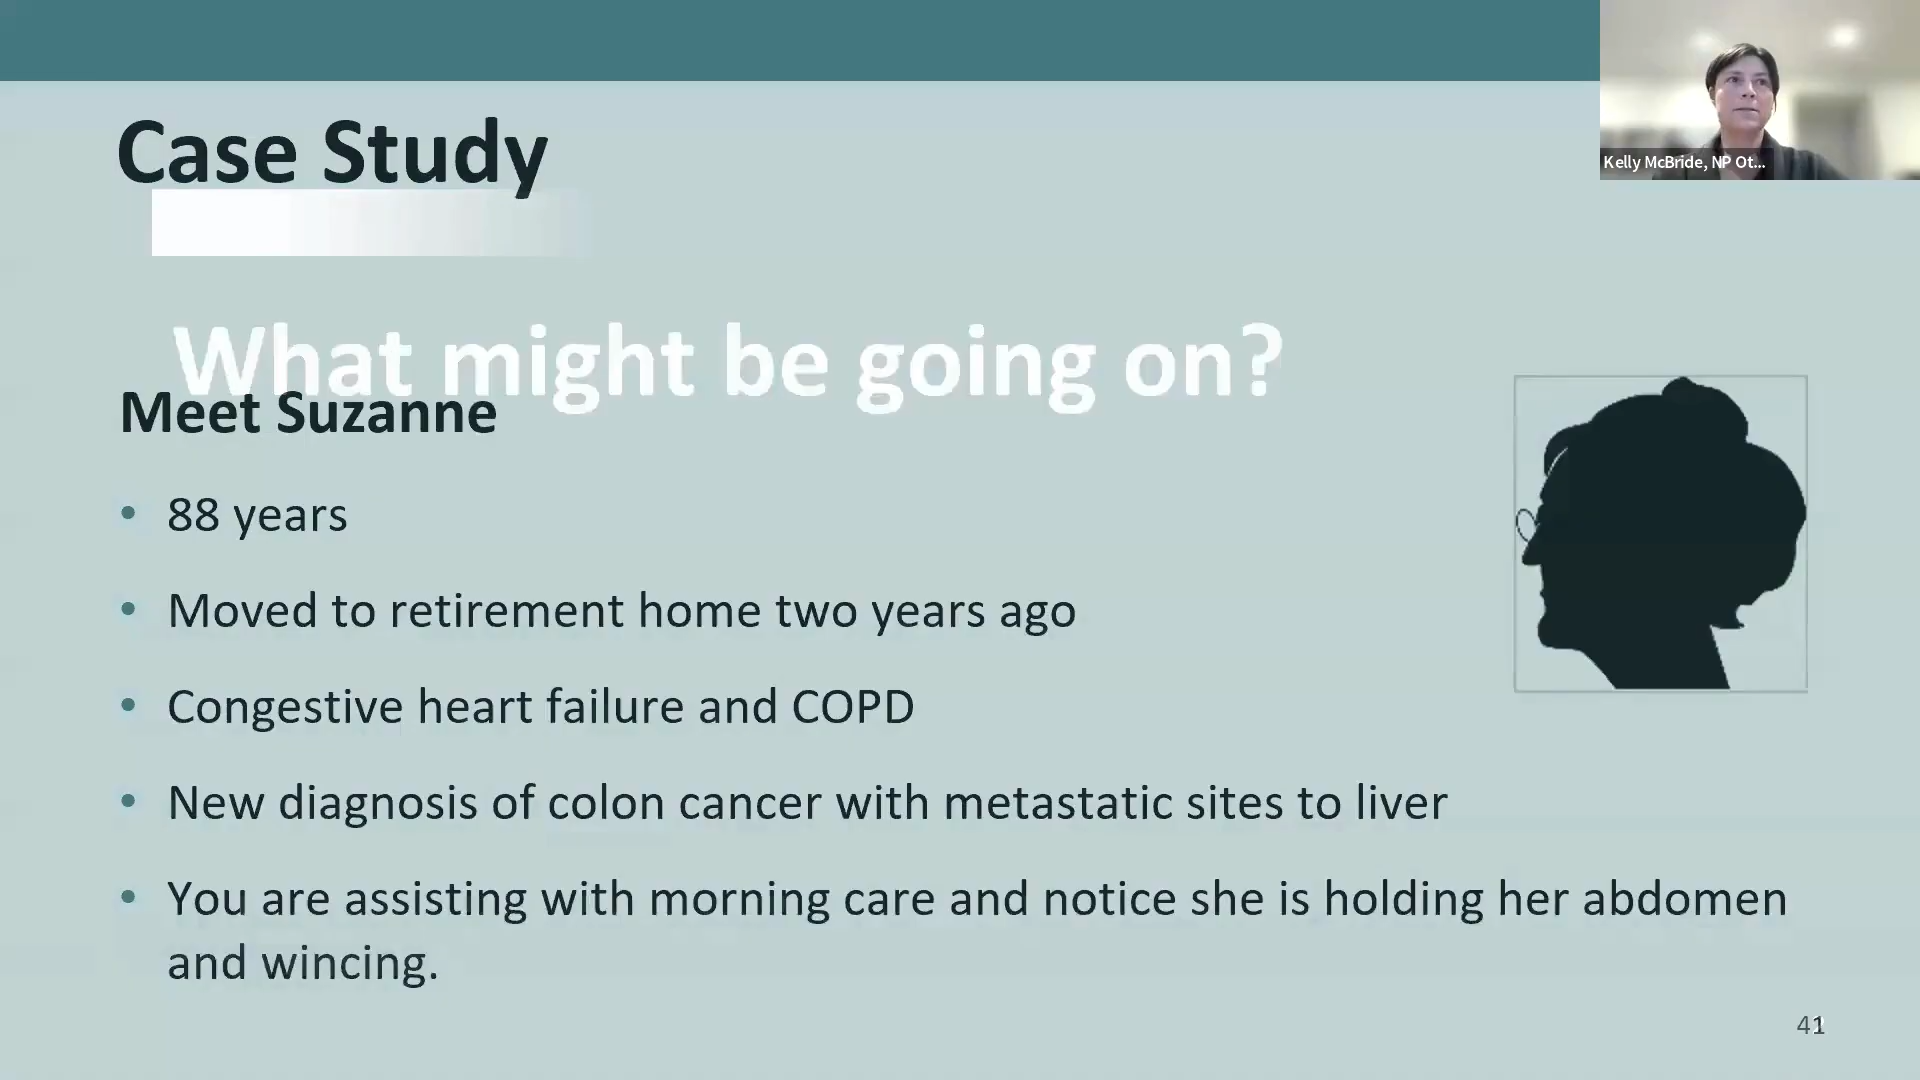 Case Study
Kelly McBride, NP Ot...
What might be going on?
Meet Suzanne
• 88 years
• Moved to retirement home two years ago
• Congestive heart failure and COPD
• New diagnosis of colon cancer with metastatic sites to liver
• You are assisting with morning care and notice she is holding her abdomen
and wincing.
41